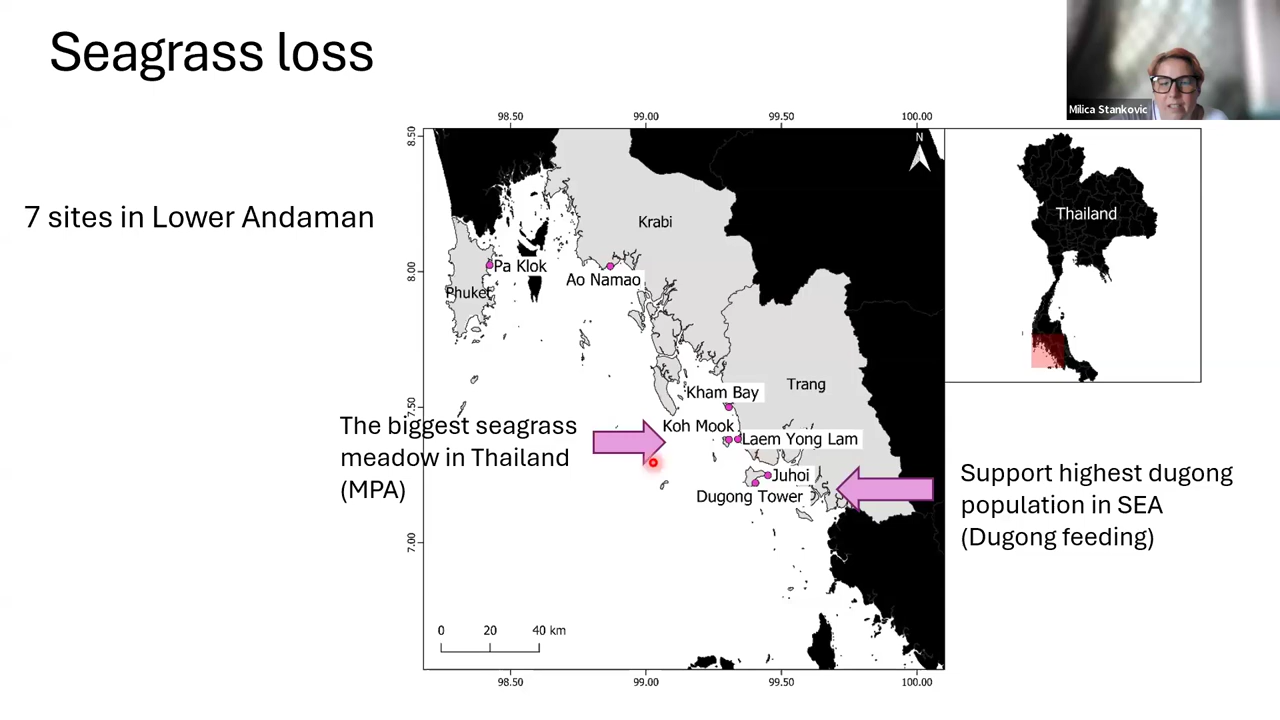 Seagrass loss
Milica Stankovic
7 sites in Lower Andaman
98.50
99.00
99.50
100.00
8.50
8.00
7.50
7.00
N
Krabi
Pa Klok
Ao Namao
Phuket
Trang
Kham Bay
Koh Mook
Laem Yong Lam
Juhoi
Dugong Tower
The biggest seagrass
meadow in Thailand
(MPA)
Support highest dugong
population in SEA
(Dugong feeding)
Thailand
0 20 40 km
98.50
99.00
99.50
100.00